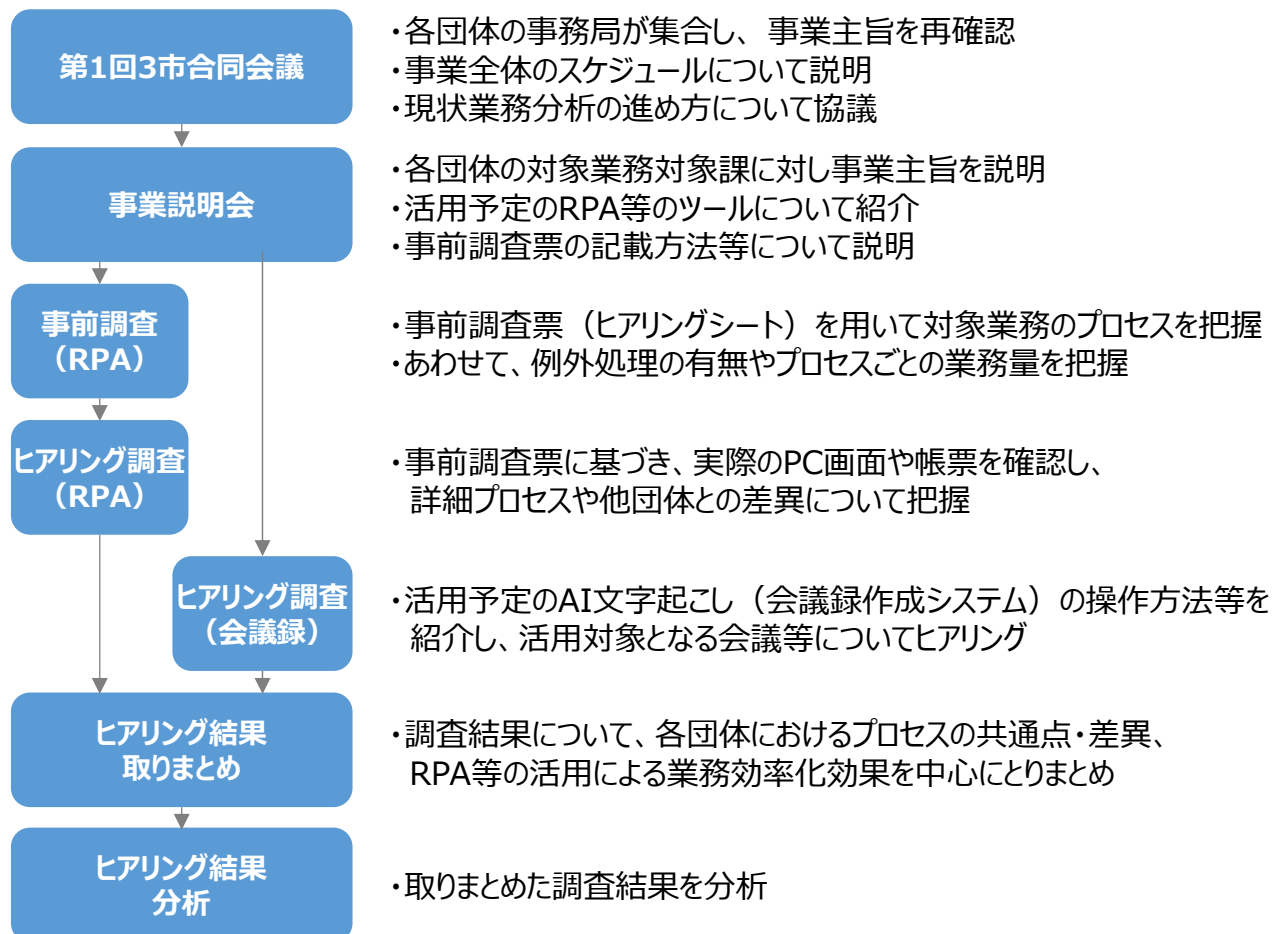 第1回3市合同会議
・各団体の事務局が集合し、事業主旨を再確認
・事業全体のスケジュールについて説明
・現状業務分析の進め方について協議
事業説明会
・各団体の対象業務対象課に対し事業主旨を説明
・活用予定のRPA等のツールについて紹介
・事前調査票の記載方法等について説明
事前調査
（RPA）
・事前調査票（ヒアリングシート）を用いて対象業務のプロセスを把握
・あわせて、例外処理の有無やプロセスごとの業務量を把握
ヒアリング調査
（RPA）
・事前調査票に基づき、実際のPC画面や帳票を確認し、
詳細プロセスや他団体との差異について把握
ヒアリング調査
（会議録）
・活用予定のAI文字起こし（会議録作成システム）の操作方法等を
紹介し、活用対象となる会議等についてヒアリング
ヒアリング結果
取りまとめ
・調査結果について、各団体におけるプロセスの共通点・差異、
RPA等の活用による業務効率化効果を中心にとりまとめ
ヒアリング結果
分析
・取りまとめた調査結果を分析